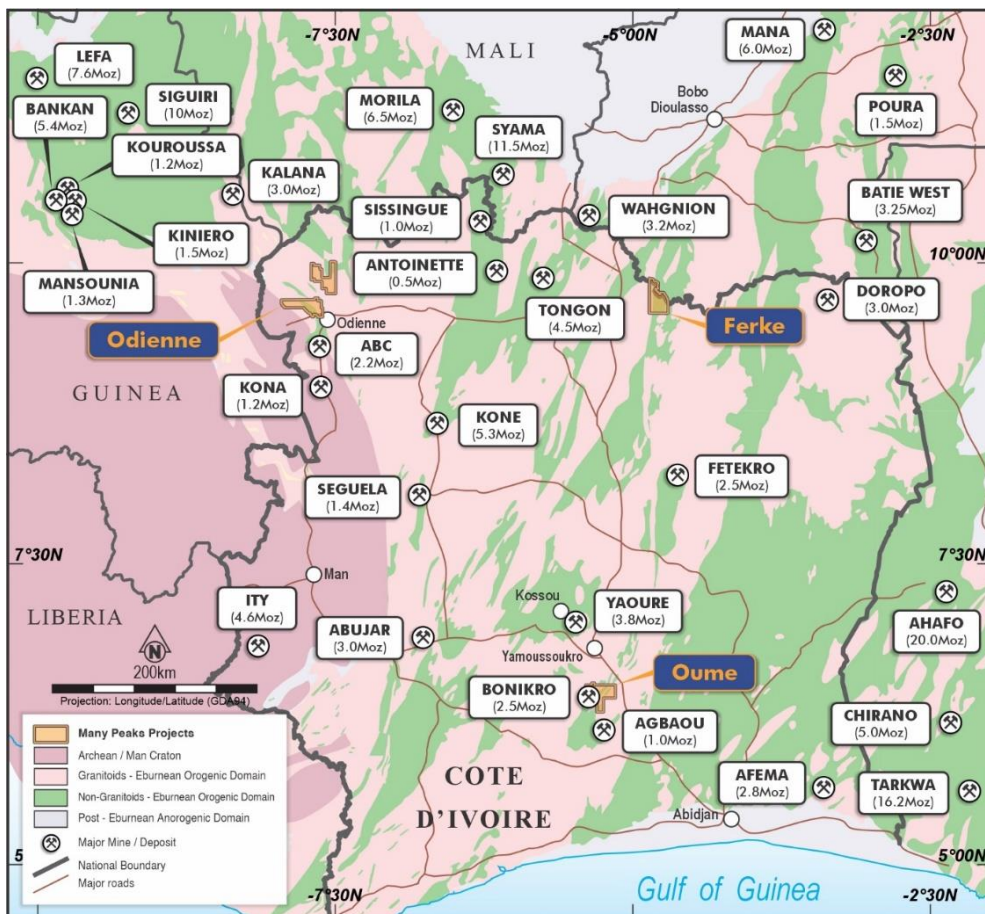 -7°30N
-5°00N
-2°30N
MALI
MANA
(6.0Moz)
LEFA
(7.6Moz)
BANKAN
(5.4Moz)
SIGUIRI
(10Moz)
MORILA
(6.5Moz)
Bobo
Dioulasso
POURA
(1.5Moz)
KOUROUSSA
(1.2Moz)
SYAMA
(11.5Moz)
KALANA
(3.0Moz)
BATIE WEST
(3.25Moz)
SISSINGUE
(1.0Moz)
WAHGNION
(3.2Moz)
KINIERO
(1.5Moz)
ANTOINETTE
(0.5Moz)
10°00N
MANSOUNIA
(1.3Moz)
TONGON
(4.5Moz)
DOROPO
(3.0Moz)
Odienne
Odienne
Ferke
ABC
(2.2Moz)
GUINEA
KONA
(1.2Moz)
KONE
(5.3Moz)
FETEKRO
(2.5Moz)
SEGUELA
(1.4Moz)
7°30N
7°30N
Man
LIBERIA
ITY
(4.6Moz)
Kossou
YAOURE
(3.8Moz)
AHAFO
(20.0Moz)
ABUJAR
(3.0Moz)
Yamoussoukro
N
200km
Projection: Longitude/Latitude (GDA94)
Oume
BONIKRO
(2.5Moz)
AGBAOU
(1.0Moz)
CHIRANO
(5.0Moz)
COTE
D'IVOIRE
AFEMA
(2.8Moz)
TARKWA
(16.2Moz)
Abidjan
Many Peaks Projects
Archean / Man Craton
Granitoids - Eburnean Orogenic Domain
Non-Granitoids - Eburnean Orogenic Domain
Post - Eburnean Anorogenic Domain
Major Mine / Deposit
National Boundary
Major roads
5
5°00N
Gulf of Guinea
-7°30N
-5°00N
-2°30N